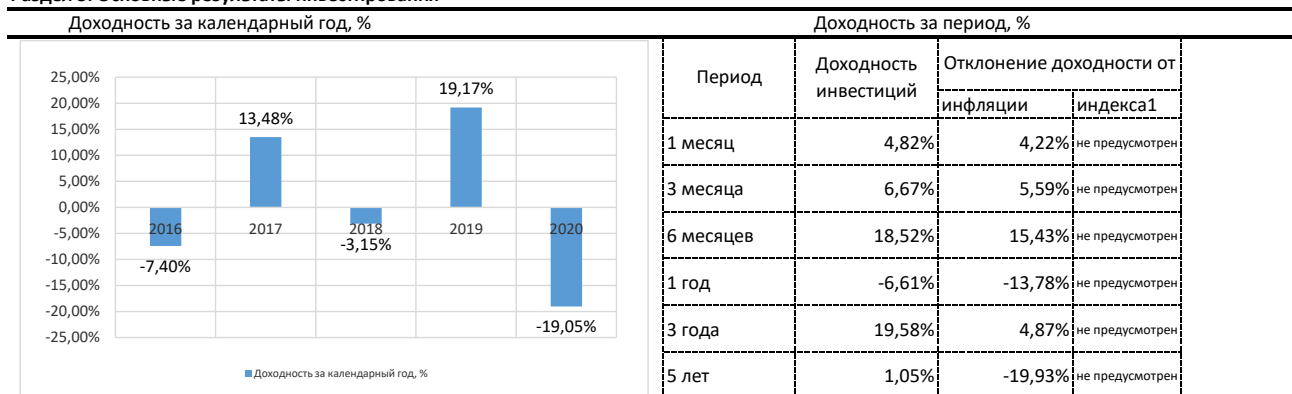 Доходность за календарный год, %
Доходность за период, %
25,00%
20,00%
15,00%
10,00%
5,00%
0,00%
-5,00%
-10,00%
-15,00%
-20,00%
-25,00%
-7,40%
13,48%
-3,15%
19,17%
-19,05%
2016 2017 2018 2019 2020
Доходность за календарный год, %
Период
Доходность
инвестиций
Отклонение доходности от
инфляции индекса1
1 месяц 4,82% 4,22% не предусмотрен
3 месяца 6,67% 5,59% не предусмотрен
6 месяцев 18,52% 15,43% не предусмотрен
1 год -6,61% -13,78% не предусмотрен
3 года 19,58% 4,87% не предусмотрен
5 лет 1,05% -19,93% не предусмотрен